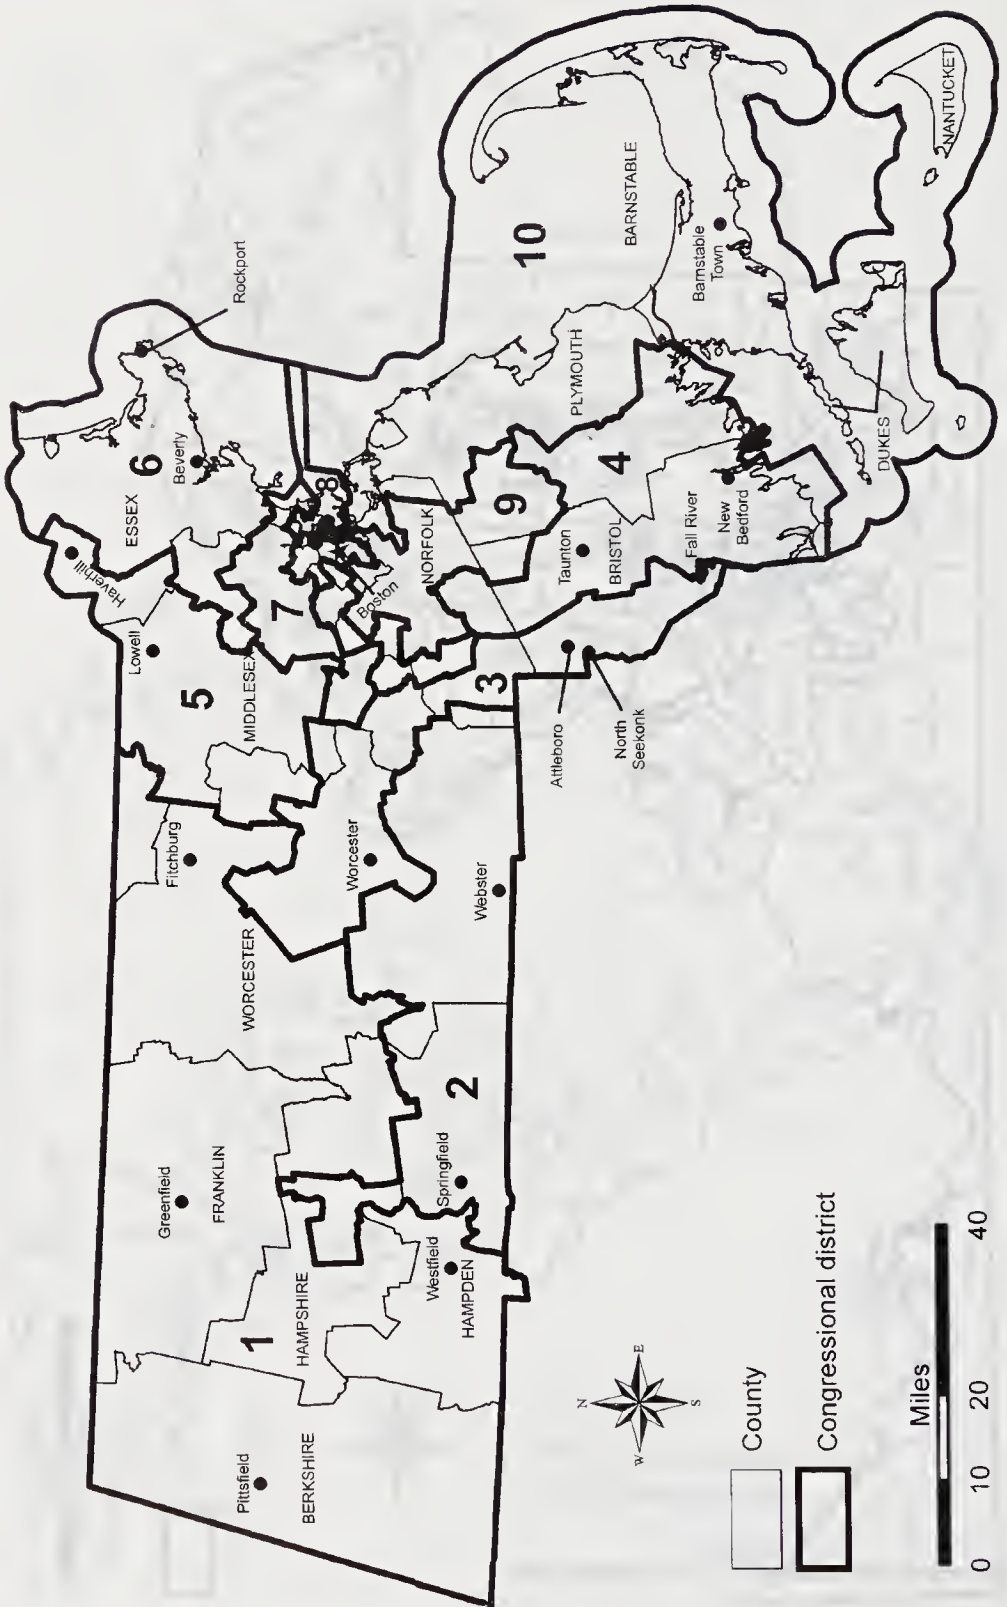 Haverhill
ESSEX
6
Beverly
Rockport
Lowell
5
MIDDLESEX
7
8
Boston
Fitchburg
WORCESTER
Worcester
Webster
Greenfield
FRANKLIN
1
HAMPSHIRE
Pittsfield
BERKSHIRE
Westfield
HAMPDEN
Springfield
2
3
NORFOLK
9
PLYMOUTH
10
BARNSTABLE
Barnstable
Town
4
Taunton
BRISTOL
Fall River
New
Bedford
Attleboro
North
Seekonk
DUKES
NANTUCKET
N
W
E
S
County
Congressional district
Miles
0 10 20 40